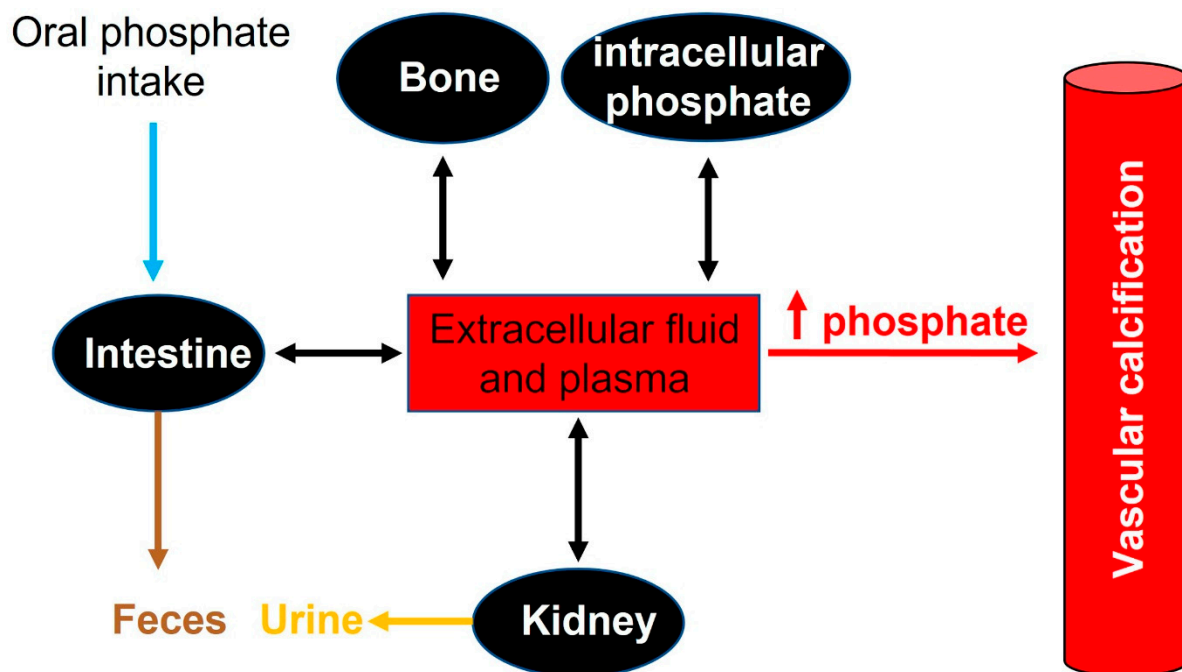 Oral phosphate
intake
Bone
intracellular
phosphate
Intestine
Extracellular fluid
and plasma
phosphate
Vascular calcification
Feces
Urine
Kidney